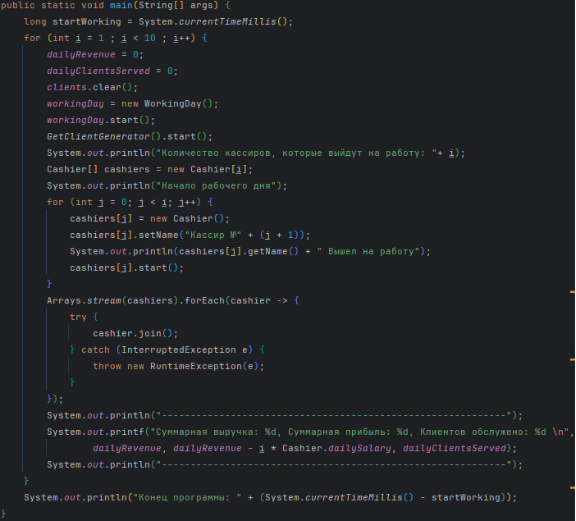 public static void main(String[] args) {
    long startWorking = System.currentTimeMillis();
    for (int i = 1 ; i < 10 ; i++) {
        dailyRevenue = 0;
        dailyClientsServed = 0;
        clients.clear();
        workingDay = new WorkingDay();
        workingDay.start();
        GetClientGenerator().start();
        System.out.println("Количество кассиров, которые выйдут на работу: "+ i);
        Cashier[] cashiers = new Cashier[i];
        System.out.println("Начало рабочего дня");
        for (int j = 0; j < i; j++) {
            cashiers[j] = new Cashier();
            cashiers[j].setName("Кассир №" + (j + 1));
            System.out.println(cashiers[j].getName() + " Вышел на работу");
            cashiers[j].start();
        }
        Arrays.stream(cashiers).forEach(cashier -> {
            try {
                cashier.join();
            } catch (InterruptedException e) {
                throw new RuntimeException(e);
            }
        });
        System.out.println("------------------------------------------------------------");
        System.out.printf("Суммарная выручка: %d, Суммарная прибыль: %d, Клиентов обслужено: %d \n",
                dailyRevenue, dailyRevenue - i * Cashier.dailySalary, dailyClientsServed);
        System.out.println("------------------------------------------------------------");
    }
    System.out.println("Конец программы: " + (System.currentTimeMillis() - startWorking));
}